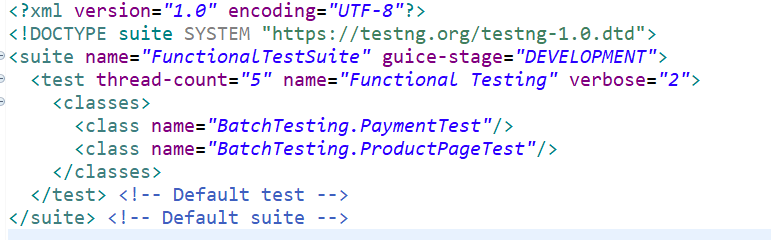 <?xml version="1.0" encoding="UTF-8"?>
<!DOCTYPE suite SYSTEM "https://testng.org/testng-1.0.dtd">
<suite name="FunctionalTestSuite" guice-stage="DEVELOPMENT">
<test thread-count="5" name="Functional Testing" verbose="2">
<classes>
<class name="BatchTesting.PaymentTest"/>
<class name="BatchTesting.ProductPageTest"/>
</classes>
</test> <!-- Default test -->
</suite> <!-- Default suite -->